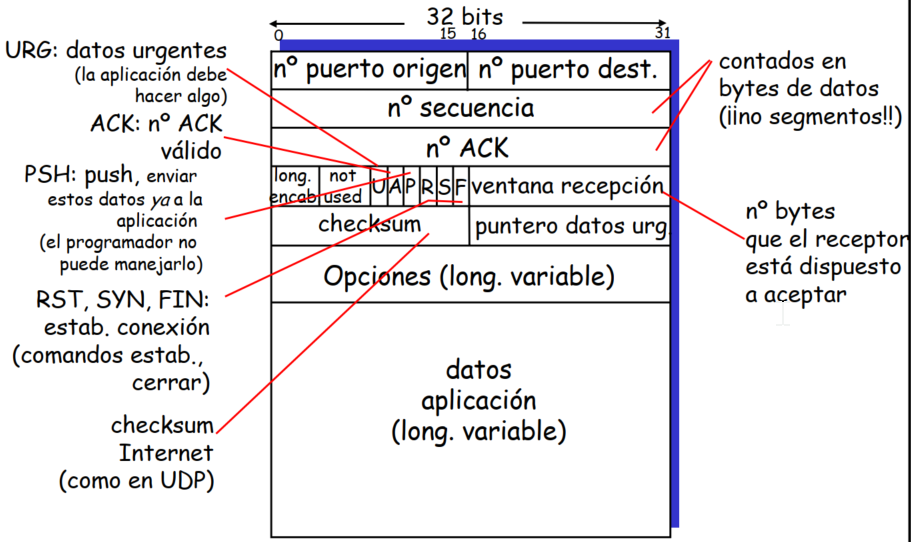 32 bits
0 15 16 31
nº puerto origen nº puerto dest.
nº secuencia
nº ACK
long.
encab
not
used
U A P R S F
ventana recepción
checksum
puntero datos urg.
Opciones (long. variable)
datos
aplicación
(long. variable)
URG: datos urgentes
(la aplicación debe
hacer algo)
ACK: nº ACK
válido
PSH: push, enviar
estos datos ya a la
aplicación
(el programador no
puede manejarlo)
RST, SYN, FIN:
estab. conexión
(comandos estab.,
cerrar)
checksum
Internet
(como en UDP)
contados en
bytes de datos
(¡¡no segmentos!!)
nº bytes
que el receptor
está dispuesto
a aceptar